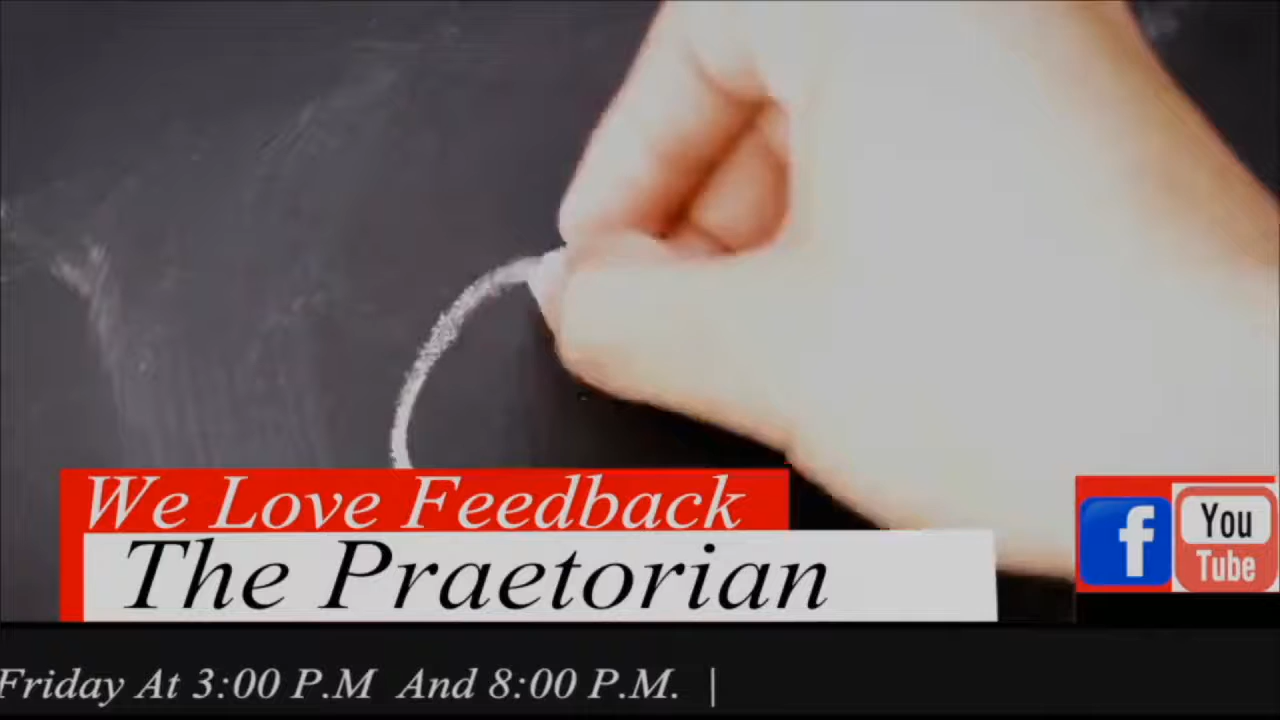 We Love Feedback
The Praetorian
f
You
Tube
Friday At 3:00 P.M And 8:00 P.M. |